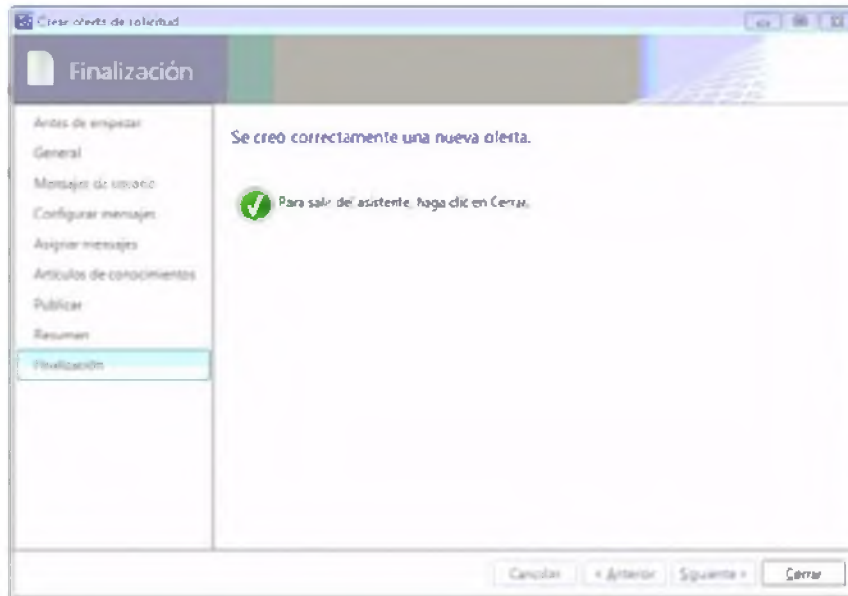 Crear oferta de solicitud
Finalización
Antes de empezar
General
Mensajes de usuario
Configurar mensajes
Asignar mensajes
Artículos de conocimientos
Publicar
Resumen
Finalización
Se creó correctamente una nueva oferta.
Para salir del asistente, haga clic en Cerrar.
Cancelar < Anterior Siguiente > Cerrar